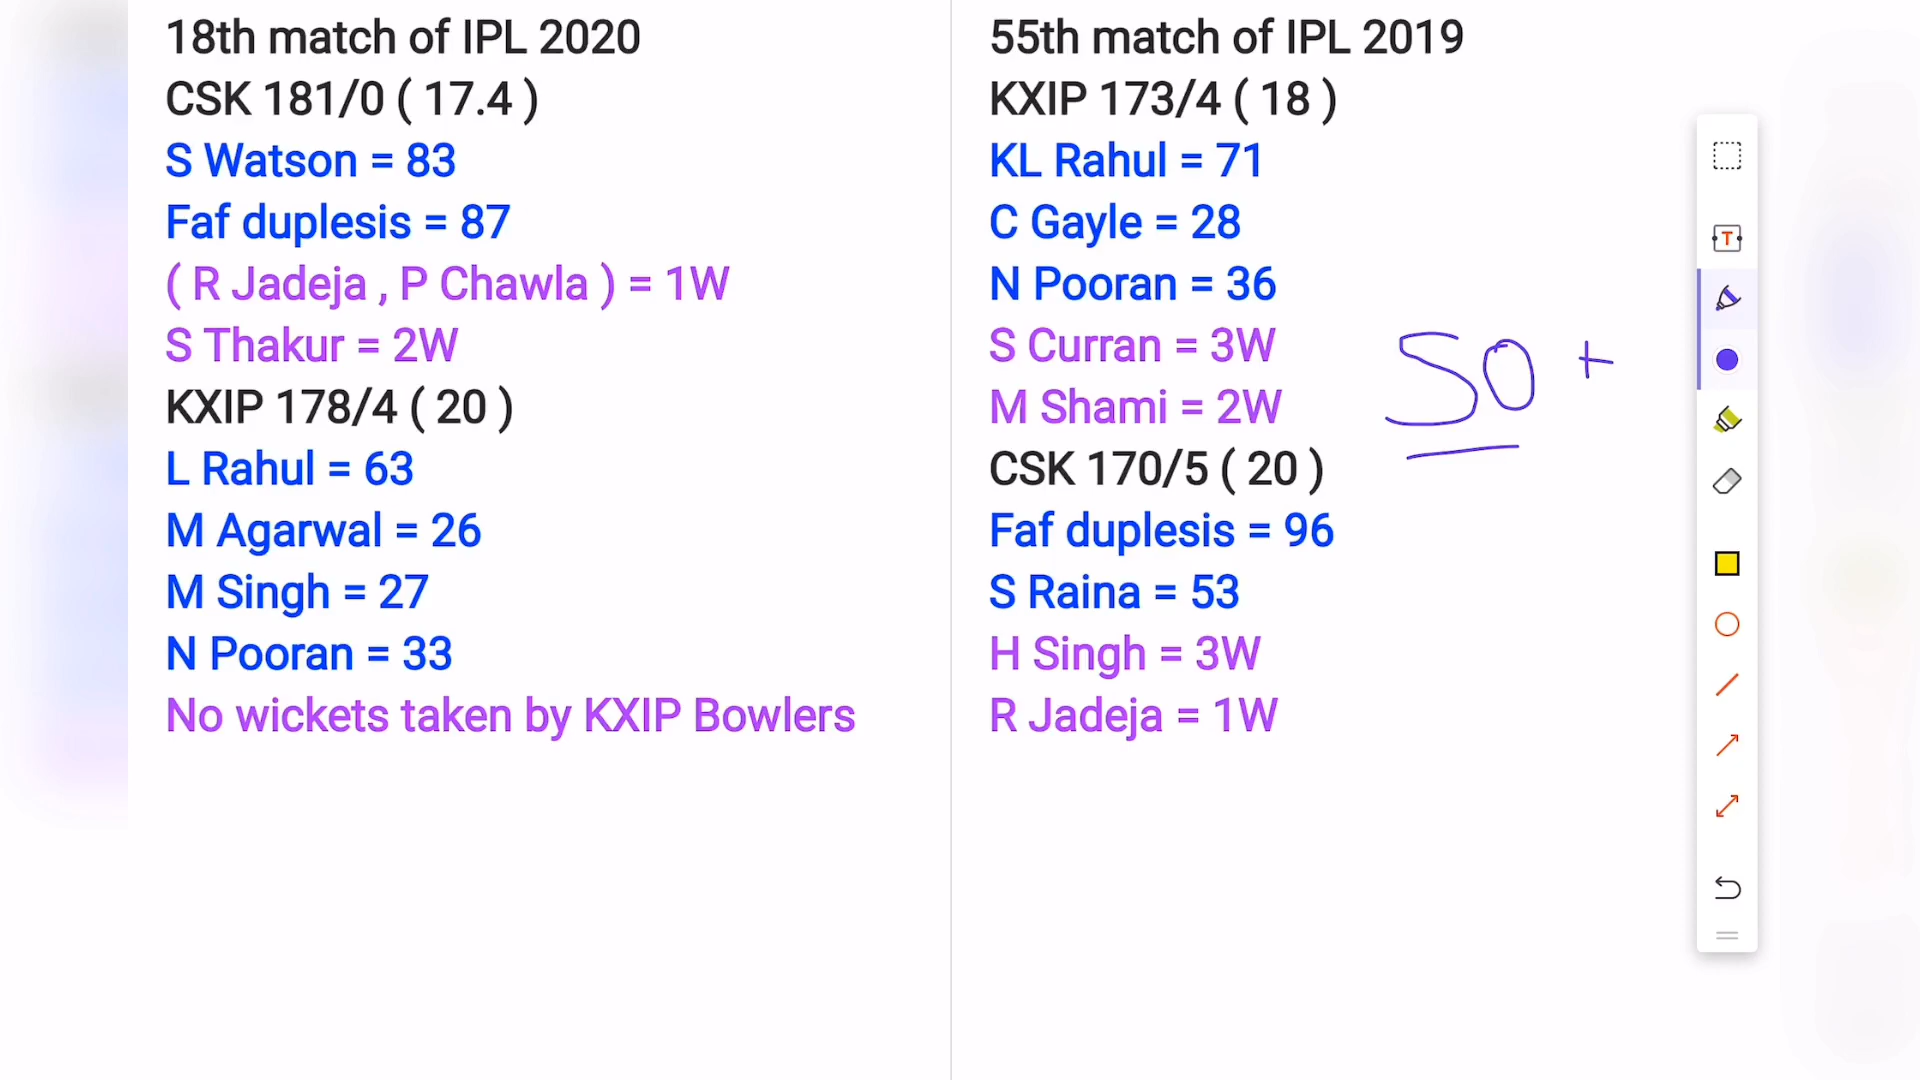 18th match of IPL 2020
CSK 181/0 ( 17.4 )
S Watson = 83
Faf duplesis = 87
( R Jadeja , P Chawla ) = 1W
S Thakur = 2W
KXIP 178/4 ( 20 )
L Rahul = 63
M Agarwal = 26
M Singh = 27
N Pooran = 33
No wickets taken by KXIP Bowlers
55th match of IPL 2019
KXIP 173/4 ( 18 )
KL Rahul = 71
C Gayle = 28
N Pooran = 36
S Curran = 3W
M Shami = 2W
CSK 170/5 ( 20 )
Faf duplesis = 96
S Raina = 53
H Singh = 3W
R Jadeja = 1W
50 +
T